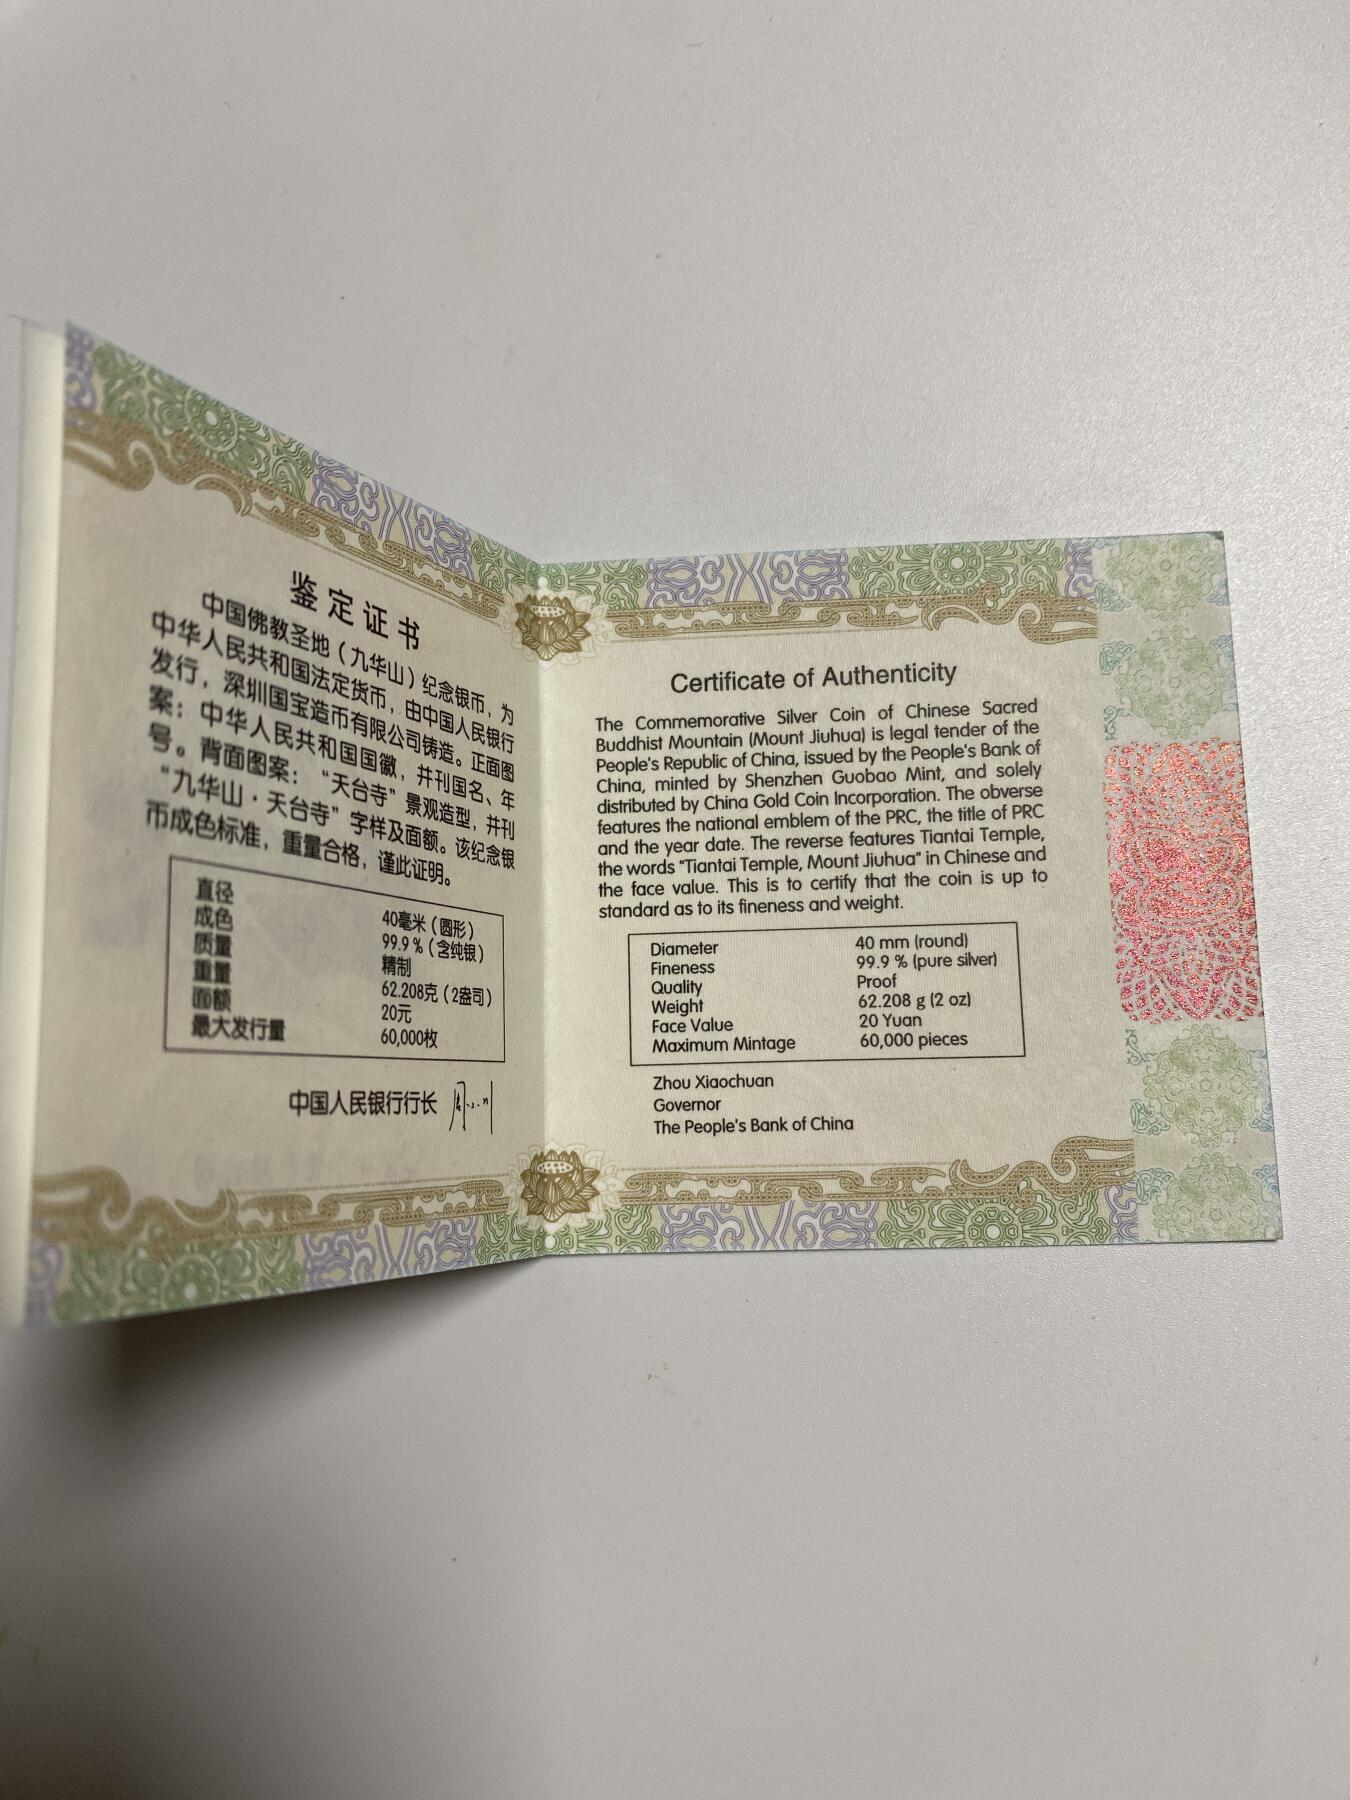 鉴定证书
中国佛教圣地（九华山）纪念银币，为
中华人民共和国法定货币，由中国人民银行
发行，深圳国宝造币有限公司铸造。正面图
案：中华人民共和国国徽，并刊国名、年
号。背面图案：“天台寺”景观造型，并刊
“九华山·天台寺”字样及面额。该纪念银
币成色标准，重量合格，谨此证明。
直径 40毫米（圆形）
成色 99.9％（含纯银）
质量 精制
重量 62.208克（2盎司）
面额 20元
最大发行量 60,000枚
中国人民银行行长
Certificate of Authenticity
The Commemorative Silver Coin of Chinese Sacred
Buddhist Mountain (Mount Jiuhua) is legal tender of the
People's Republic of China, issued by the People's Bank of
China, minted by Shenzhen Guobao Mint, and solely
distributed by China Gold Coin Incorporation. The obverse
features the national emblem of the PRC, the title of PRC
and the year date. The reverse features Tiantai Temple,
the words "Tiantai Temple, Mount Jiuhua" in Chinese and
the face value. This is to certify that the coin is up to
standard as to its fineness and weight.
Diameter 40 mm (round)
Fineness 99.9 % (pure silver)
Quality Proof
Weight 62.208 g (2 oz)
Face Value 20 Yuan
Maximum Mintage 60,000 pieces
Zhou Xiaochuan
Governor
The People's Bank of China